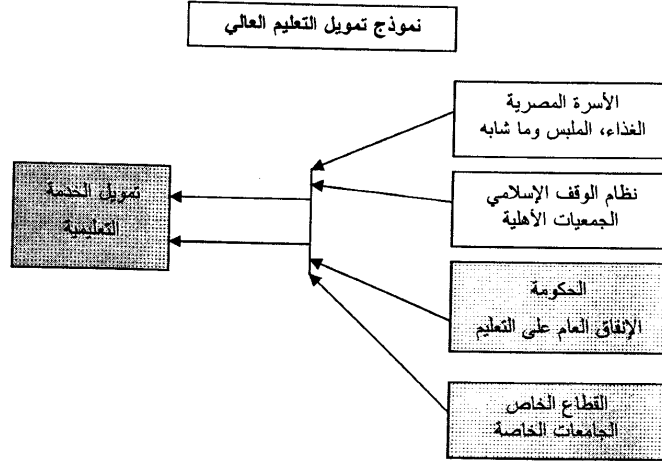 نموذج تمويل التعليم العالي
الأسرة المصرية
الغذاء، الملبس وما شابه
نظام الوقف الإسلامي
الجمعيات الأهلية
الحكومة
الإنفاق العام على التعليم
القطاع الخاص
الجامعات الخاصة
تمويل الخدمة
التعليمية